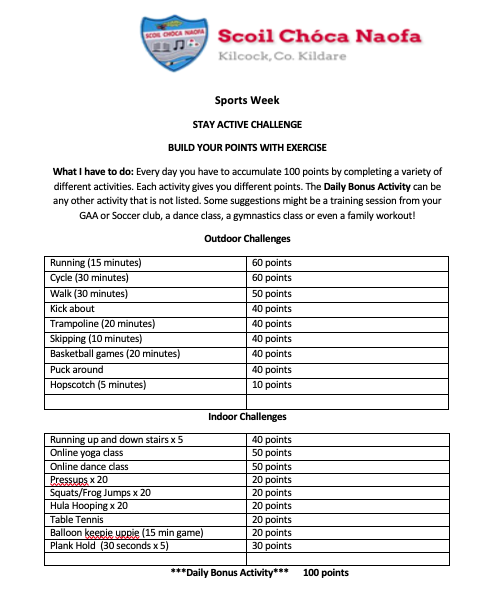 SCOIL CHÓCA NAOFA
Scoil Chóca Naofa
Kilcock, Co. Kildare
Sports Week
STAY ACTIVE CHALLENGE
BUILD YOUR POINTS WITH EXERCISE
What I have to do: Every day you have to accumulate 100 points by completing a variety of
different activities. Each activity gives you different points. The Daily Bonus Activity can be
any other activity that is not listed. Some suggestions might be a training session from your
GAA or Soccer club, a dance class, a gymnastics class or even a family workout!
Outdoor Challenges
Running (15 minutes) 60 points
Cycle (30 minutes) 60 points
Walk (30 minutes) 50 points
Kick about 40 points
Trampoline (20 minutes) 40 points
Skipping (10 minutes) 40 points
Basketball games (20 minutes) 40 points
Puck around 40 points
Hopscotch (5 minutes) 10 points
Indoor Challenges
Running up and down stairs x 5 40 points
Online yoga class 50 points
Online dance class 50 points
Pressups x 20 20 points
Squats/Frog Jumps x 20 20 points
Hula Hooping x 20 20 points
Table Tennis 20 points
Balloon keepie uppie (15 min game) 20 points
Plank Hold (30 seconds x 5) 30 points
***Daily Bonus Activity*** 100 points